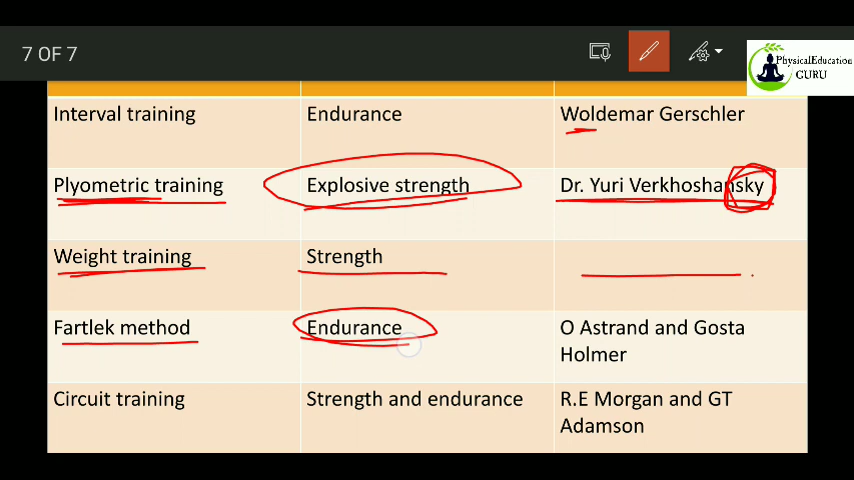 7 OF 7
PhysicalEducation
GURU
Interval training Endurance Woldemar Gerschler
Plyometric training Explosive strength Dr. Yuri Verkhoshansky
Weight training Strength
Fartlek method Endurance O Astrand and Gosta
Holmer
Circuit training Strength and endurance R.E Morgan and GT
Adamson